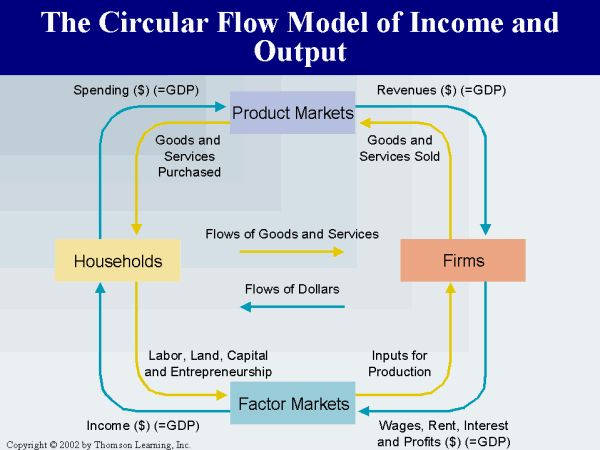 The Circular Flow Model of Income and
Output
Spending ($) (=GDP)
Revenues ($) (=GDP)
Product Markets
Goods and
Services
Purchased
Goods and
Services Sold
Flows of Goods and Services
Households
Firms
Flows of Dollars
Labor, Land, Capital
and Entrepreneurship
Inputs for
Production
Factor Markets
Income ($) (=GDP)
Wages, Rent, Interest
and Profits ($) (=GDP)
Copyright © 2002 by Thomson Learning, Inc.